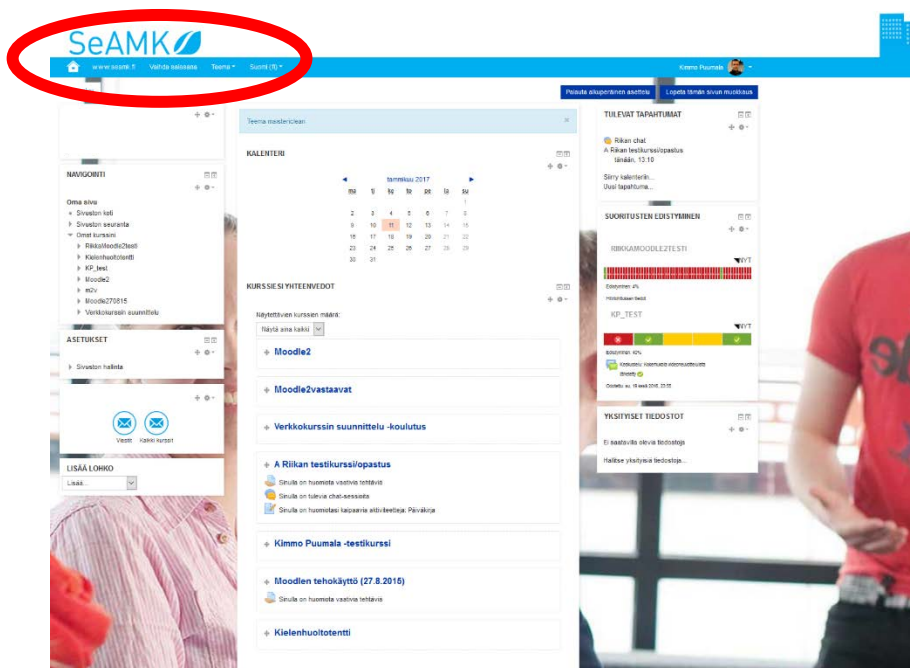 SeAMK
www.seamk.fi Vaihda salasana Teema Suomi (fi)
Kimmo Puumala
Palauta alkuperäinen asettelu Lopeta tämän sivun muokkaus
Teema maistericlean ×
NAVIGOINTI
Oma sivu
Sivuston koti
Sivuston seuranta
Omat kurssini
RiikkaMoodle2testi
Kielenhuoltotentti
KP_test
Moodle2
m2v
Moodle270815
Verkkokurssin suunnittelu
ASETUKSET
Sivuston hallinta
Viestit Kaikki kurssit
LISÄÄ LOHKO
Lisää...
KALENTERI
tammikuu 2017
ma ti ke to pe la su
1
2 3 4 5 6 7 8
9 10 11 12 13 14 15
16 17 18 19 20 21 22
23 24 25 26 27 28 29
30 31
KURSSIESI YHTEENVEDOT
Näytettävien kurssien määrä:
Näytä aina kaikki
Moodle2
Moodle2vastaavat
Verkkokurssin suunnittelu -koulutus
A Riikan testikurssi/opastus
Sinulla on huomiota vaativia tehtäviä
Sinulla on tulevia chat-sessioita
Sinulla on huomiotasi kaipaavia aktiviteetteja: Päiväkirja
Kimmo Puumala -testikurssi
Moodlen tehokäyttö (27.8.2015)
Sinulla on huomiota vaativia tehtäviä
Kielenhuoltotentti
TULEVAT TAPAHTUMAT
Riikan chat
A Riikan testikurssi/opastus
tänään, 13:10
Siirry kalenteriin...
Uusi tapahtuma...
SUORITUSTEN EDISTYMINEN
RIIKKAMOODLE2TESTI
NYT
Edistyminen: 4%
KP_TEST
NYT
Edistyminen: 40%
YKSITYISET TIEDOSTOT
Ei saatavilla olevia tiedostoja
Hallitse yksityisiä tiedostoja...